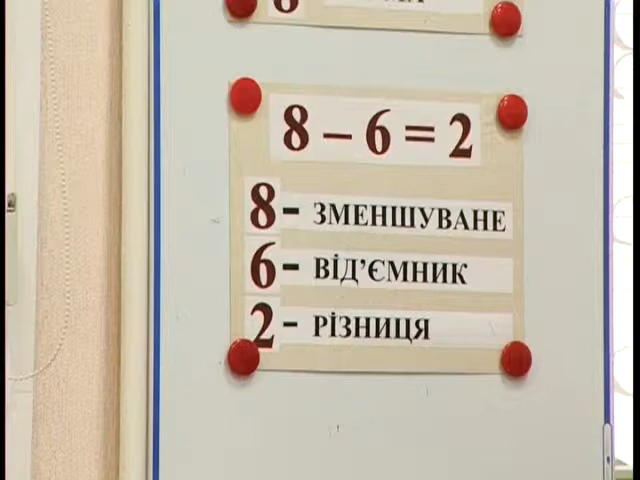 8 – 6 = 2
8 - ЗМЕНШУВАНЕ
6 - ВІД’ЄМНИК
2 - РІЗНИЦЯ